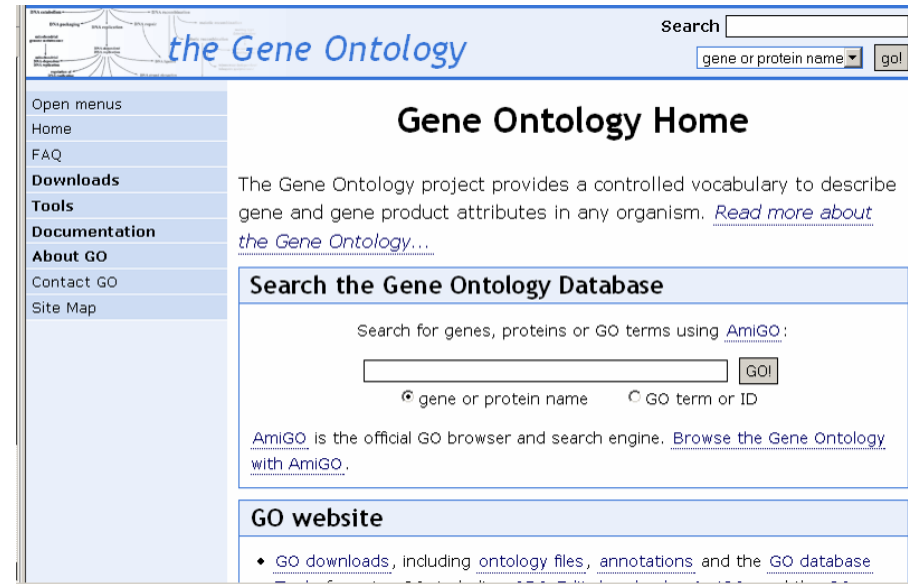 the Gene Ontology
Search
gene or protein name
go!
Open menus
Home
FAQ
Downloads
Tools
Documentation
About GO
Contact GO
Site Map
Gene Ontology Home
The Gene Ontology project provides a controlled vocabulary to describe
gene and gene product attributes in any organism. Read more about
the Gene Ontology...
Search the Gene Ontology Database
Search for genes, proteins or GO terms using AmiGO:
GO!
gene or protein name GO term or ID
AmiGO is the official GO browser and search engine. Browse the Gene Ontology
with AmiGO.
GO website
• GO downloads, including ontology files, annotations and the GO database